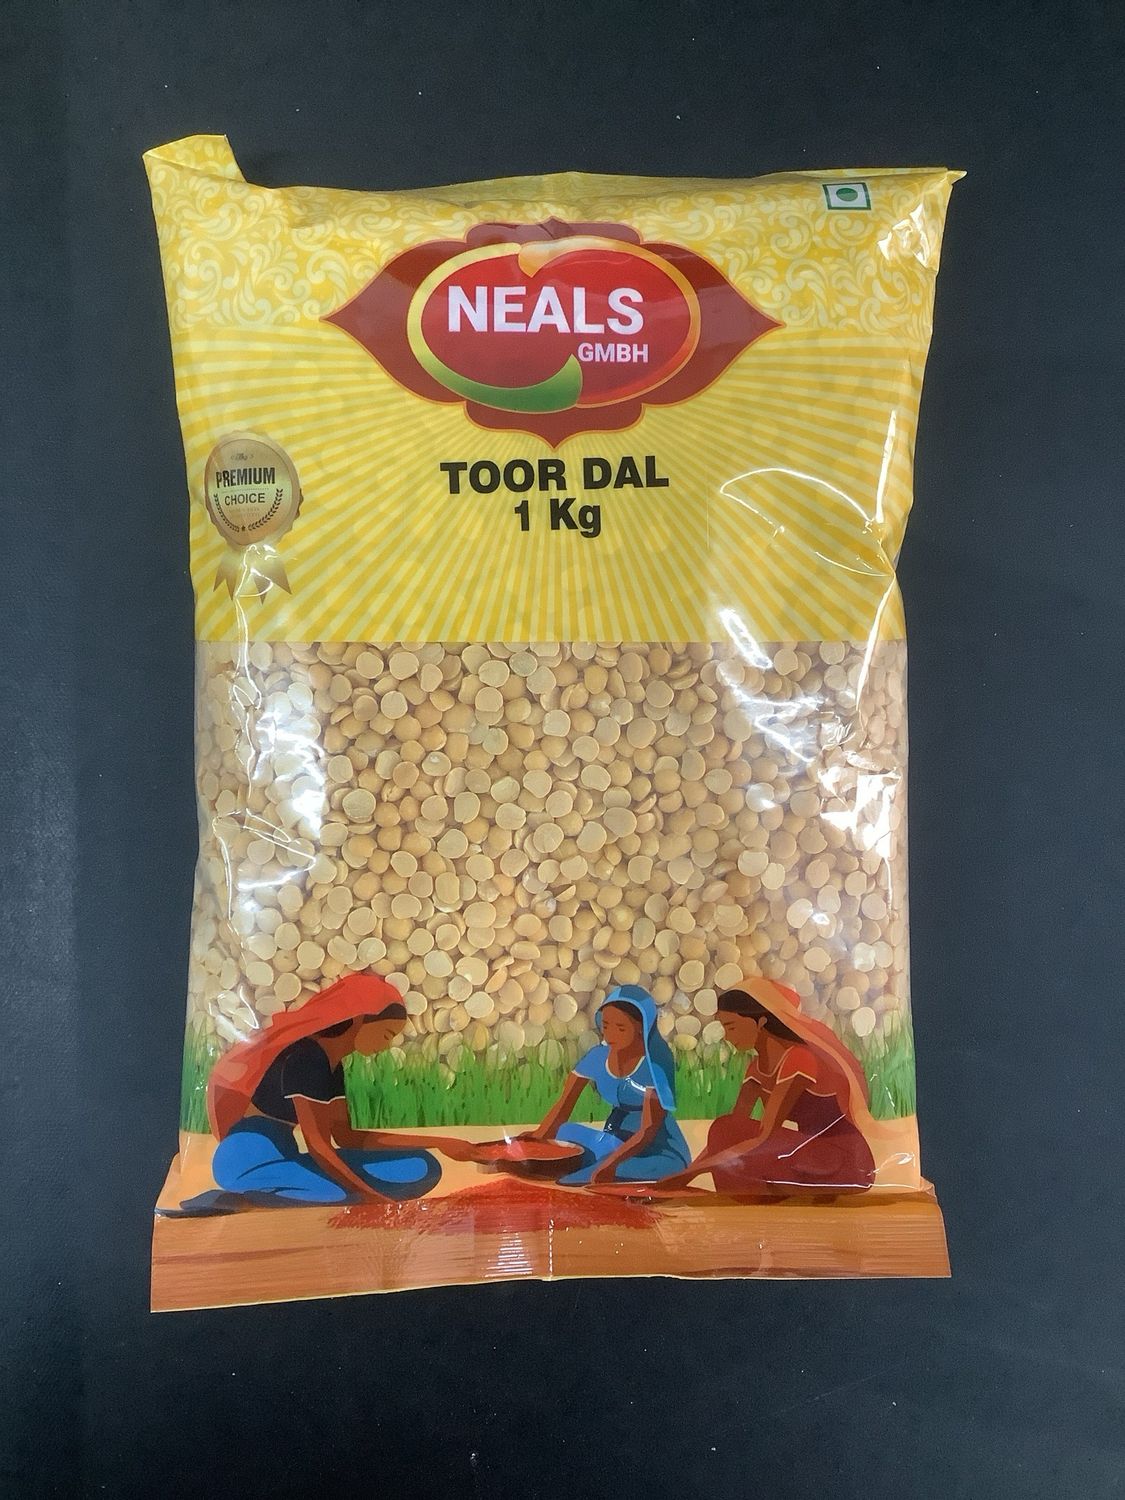 NEALS
GMBH
TOOR DAL
1 Kg
PREMIUM
CHOICE